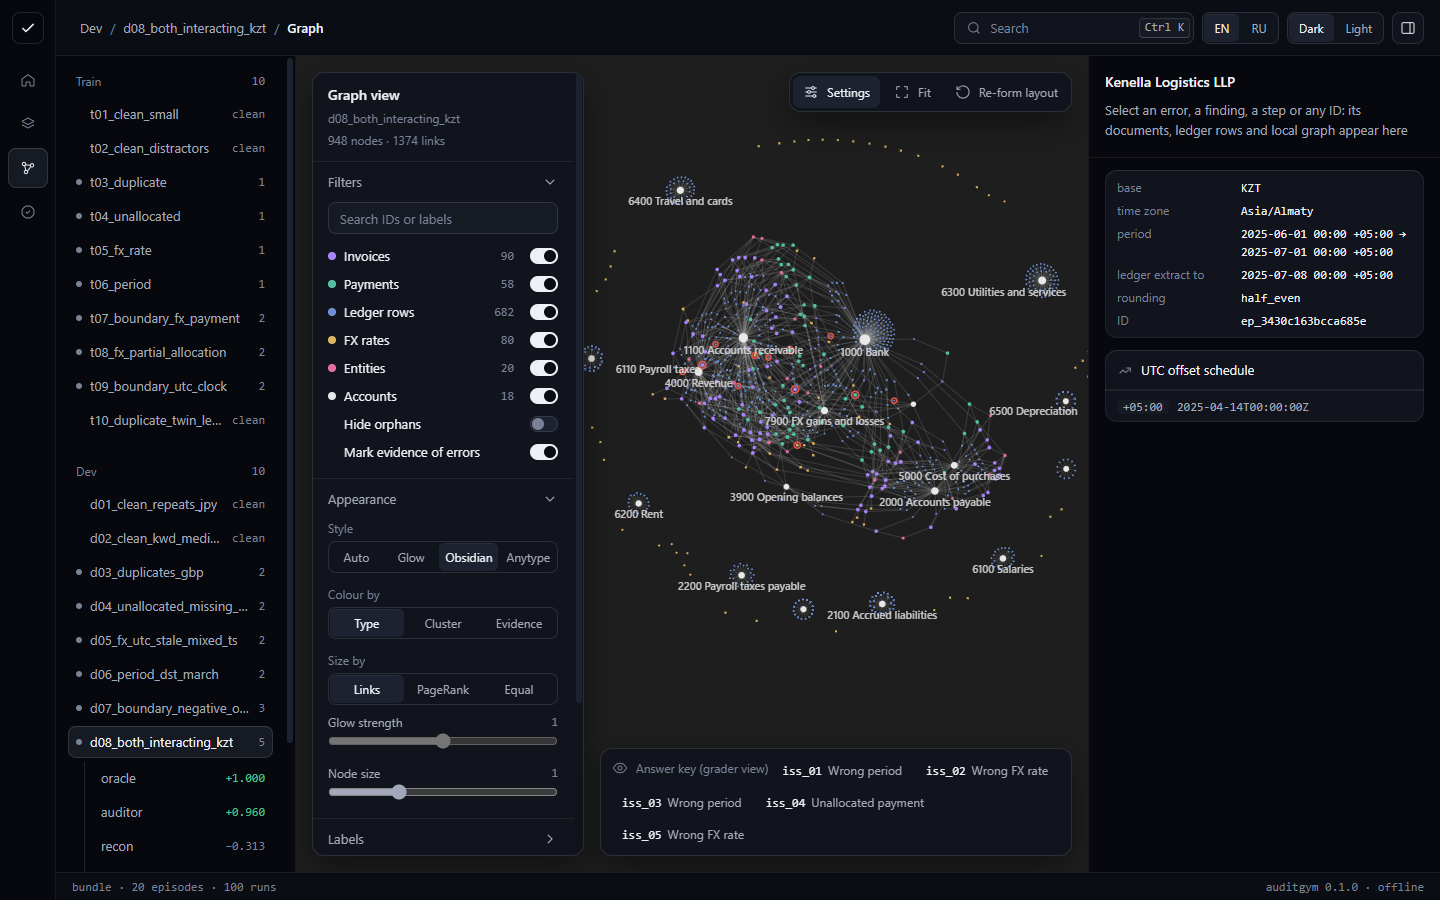 Dev / d08_both_interacting_kzt / Graph
Search Ctrl K
EN RU
Dark Light
Train 10
t01_clean_small clean
t02_clean_distractors clean
t03_duplicate 1
t04_unallocated 1
t05_fx_rate 1
t06_period 1
t07_boundary_fx_payment 2
t08_fx_partial_allocation 2
t09_boundary_utc_clock 2
t10_duplicate_twin_le... 2
Dev 10
d01_clean_repeats_jpy clean
d02_clean_kwd_medi... clean
d03_duplicates_gbp 2
d04_unallocated_missing_... 2
d05_fx_utc_stale_mixed_ts 2
d06_period_dst_march 2
d07_boundary_negative_o... 3
d08_both_interacting_kzt 5
oracle +1.000
auditor +0.960
recon −0.313
Graph view
d08_both_interacting_kzt
948 nodes · 1374 links
Filters
Search IDs or labels
Invoices 90
Payments 58
Ledger rows 682
FX rates 80
Entities 20
Accounts 18
Hide orphans
Mark evidence of errors
Appearance
Style
Auto Glow Obsidian Anytype
Colour by
Type Cluster Evidence
Size by
Links PageRank Equal
Glow strength 1
Node size 1
Labels
Settings Fit Re-form layout
6400 Travel and cards
6300 Utilities and services
1100 Accounts receivable
1000 Bank
6110 Payroll taxes
4000 Revenue
6500 Depreciation
7900 FX gains and losses
5000 Cost of purchases
3900 Opening balances
2000 Accounts payable
6200 Rent
6100 Salaries
2200 Payroll taxes payable
2100 Accrued liabilities
Answer key (grader view) iss_01 Wrong period iss_02 Wrong FX rate
iss_03 Wrong period iss_04 Unallocated payment
iss_05 Wrong FX rate
Kenella Logistics LLP
Select an error, a finding, a step or any ID: its
documents, ledger rows and local graph appear here
base KZT
time zone Asia/Almaty
period 2025-06-01 00:00 +05:00 →
2025-07-01 00:00 +05:00
ledger extract to 2025-07-08 00:00 +05:00
rounding half_even
ID ep_3430c163bcca685e
UTC offset schedule
+05:00 2025-04-14T00:00:00Z
bundle · 20 episodes · 100 runs
auditgym 0.1.0 · offline